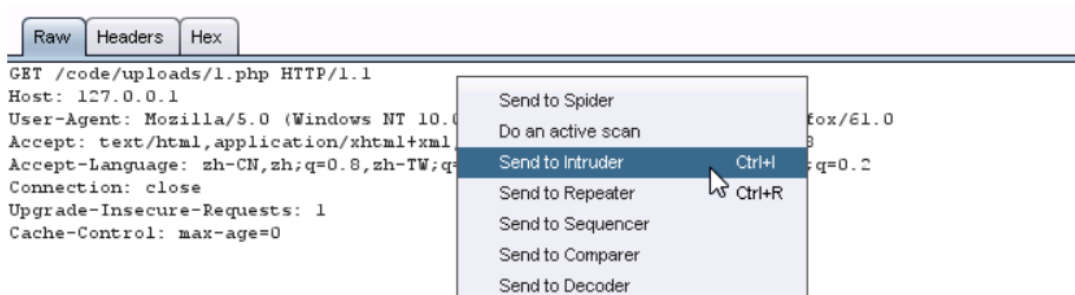 Raw Headers Hex
GET /code/uploads/1.php HTTP/1.1
Host: 127.0.0.1
User-Agent: Mozilla/5.0 (Windows NT 10.0 fox/61.0
Accept: text/html,application/xhtml+xml, 8
Accept-Language: zh-CN,zh;q=0.8,zh-TW;q= ;q=0.2
Connection: close
Upgrade-Insecure-Requests: 1
Cache-Control: max-age=0
Send to Spider
Do an active scan
Send to Intruder Ctrl+I
Send to Repeater Ctrl+R
Send to Sequencer
Send to Comparer
Send to Decoder